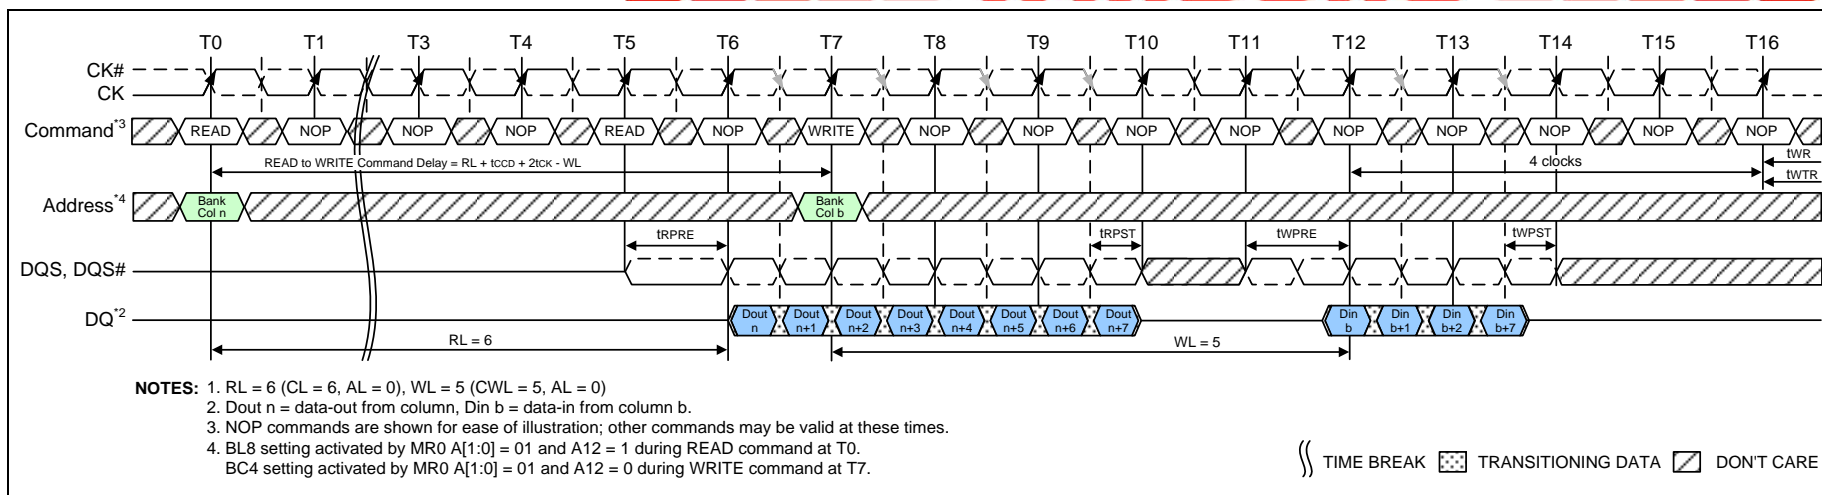 T0 T1 T3 T4 T5 T6 T7 T8 T9 T10 T11 T12 T13 T14 T15 T16
CK#
CK
Command*3 READ NOP NOP NOP READ NOP WRITE NOP NOP NOP NOP NOP NOP NOP NOP NOP
READ to WRITE Command Delay = RL + tCCD + 2tCK - WL
4 clocks
tWR
tWTR
Address*4
Bank
Col n
Bank
Col b
tRPRE tRPST tWPRE tWPST
DQS, DQS#
DQ*2
Dout
n
Dout
n+1
Dout
n+2
Dout
n+3
Dout
n+4
Dout
n+5
Dout
n+6
Dout
n+7
Din
b
Din
b+1
Din
b+2
Din
b+7
RL = 6
WL = 5
NOTES: 1. RL = 6 (CL = 6, AL = 0), WL = 5 (CWL = 5, AL = 0)
2. Dout n = data-out from column, Din b = data-in from column b.
3. NOP commands are shown for ease of illustration; other commands may be valid at these times.
4. BL8 setting activated by MR0 A[1:0] = 01 and A12 = 1 during READ command at T0.
BC4 setting activated by MR0 A[1:0] = 01 and A12 = 0 during WRITE command at T7.
TIME BREAK TRANSITIONING DATA DON'T CARE